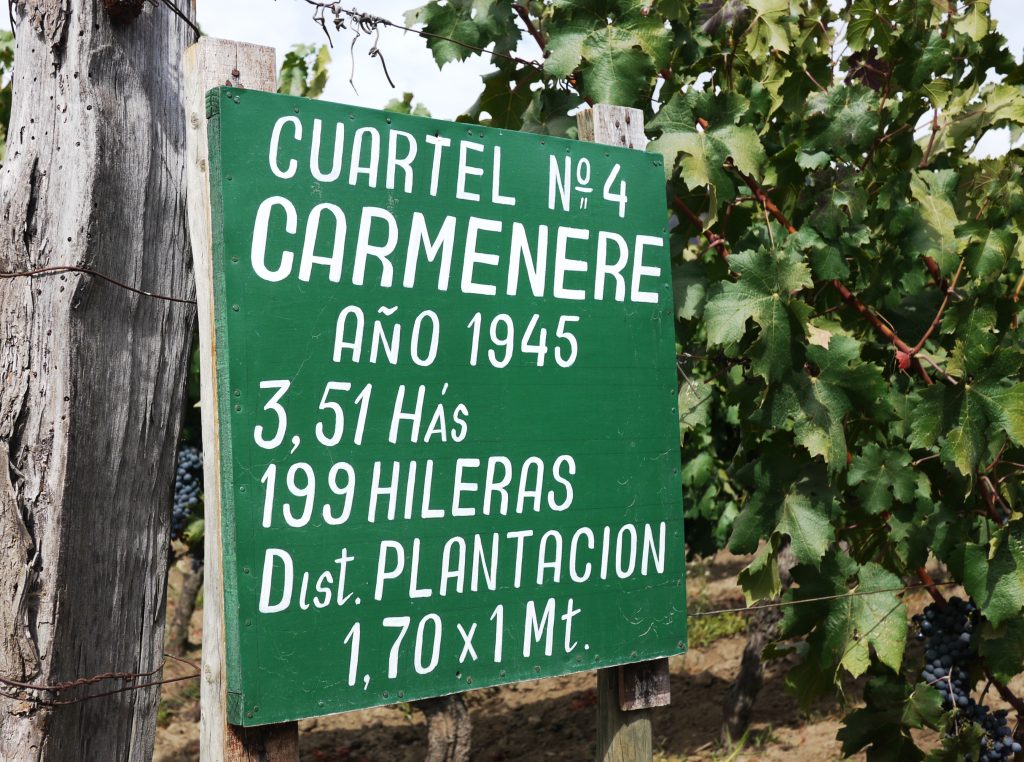 CUARTEL Nº 4
CARMENERE
AÑO 1945
3,51 HÁS
199 HILERAS
DIST. PLANTACION
1,70 x 1 Mt.